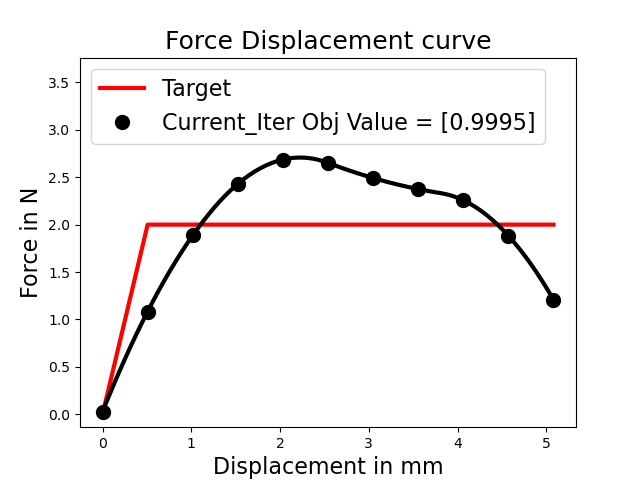 Force Displacement curve
Target
Current_Iter Obj Value = [0.9995]
3.5
3.0
2.5
2.0
1.5
1.0
0.5
0.0
Force in N
0 1 2 3 4 5
Displacement in mm